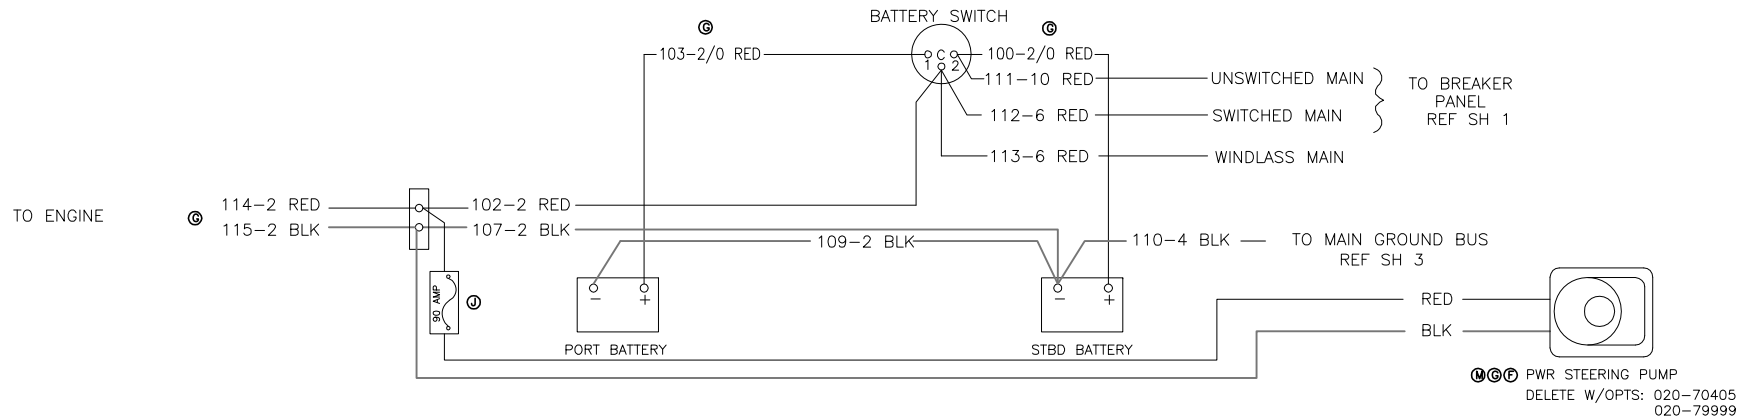 BATTERY SWITCH
G
G
103-2/0 RED
1
C
2
100-2/0 RED
111-10 RED
UNSWITCHED MAIN
TO BREAKER
PANEL
REF SH 1
112-6 RED
SWITCHED MAIN
113-6 RED
WINDLASS MAIN
TO ENGINE
G
114-2 RED
102-2 RED
115-2 BLK
107-2 BLK
109-2 BLK
110-4 BLK
TO MAIN GROUND BUS
REF SH 3
90 AMP
J
- +
PORT BATTERY
- +
STBD BATTERY
RED
BLK
M G F PWR STEERING PUMP
DELETE W/OPTS: 020-70405
020-79999